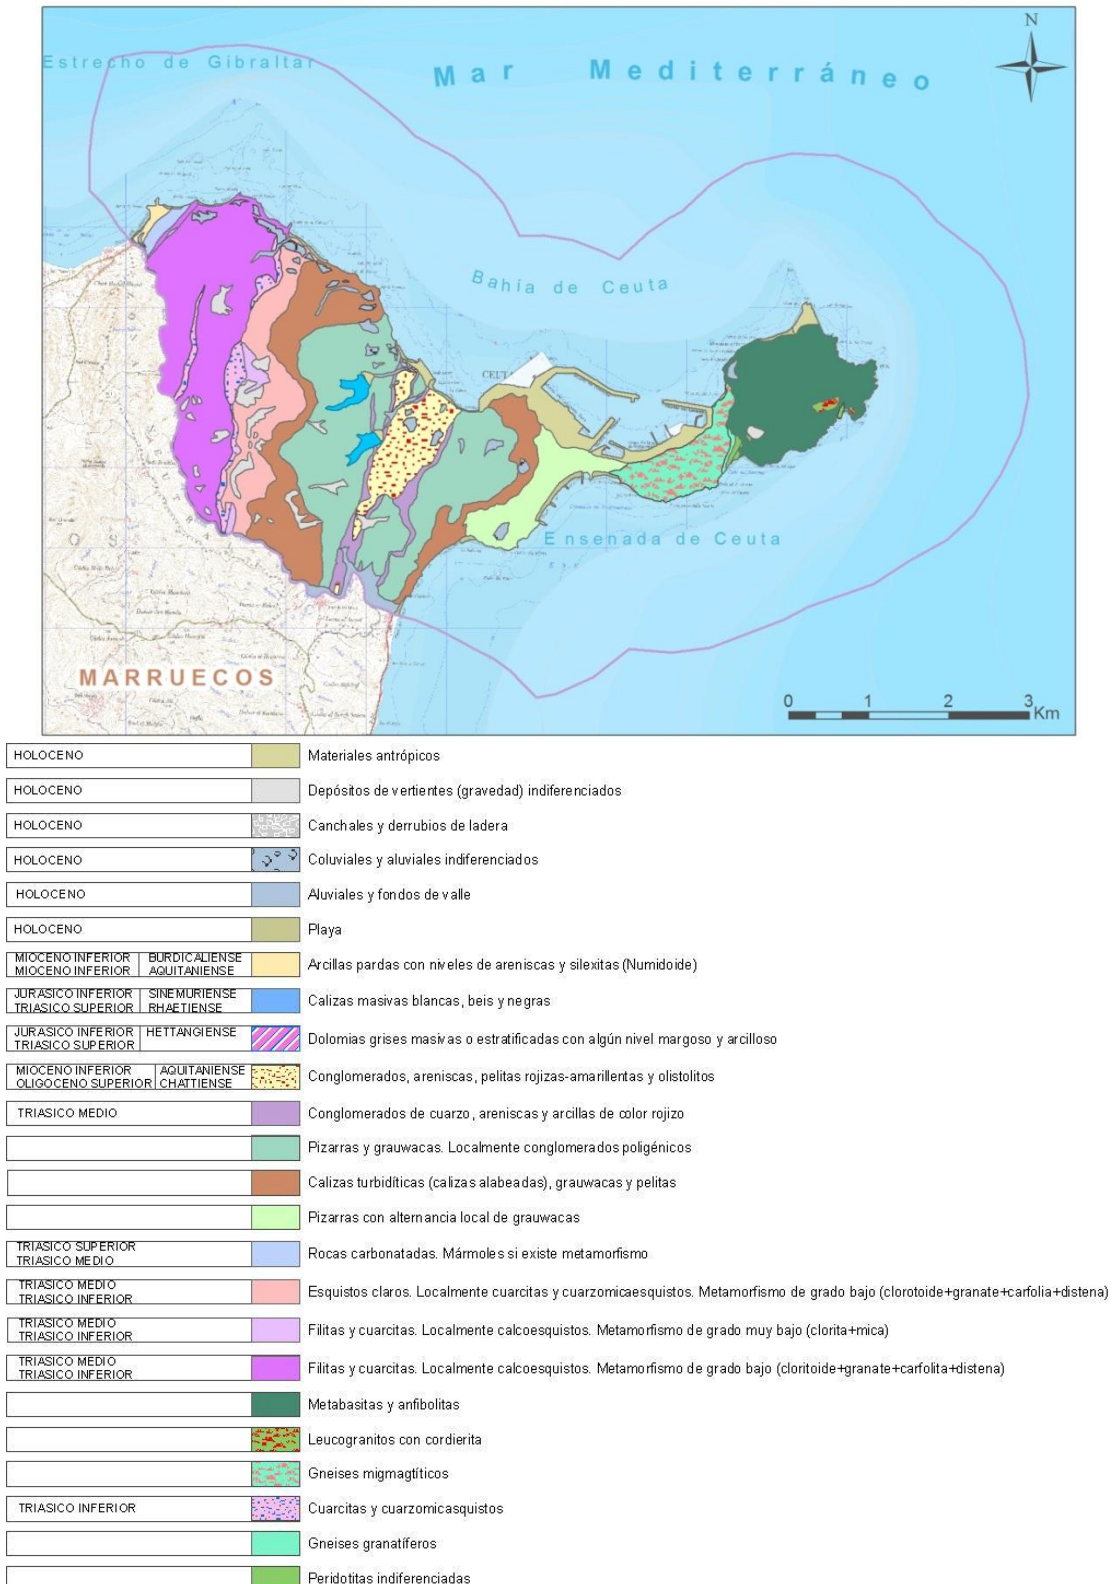 N
Estrecho de Gibraltar
Mar Mediterráneo
Bahía de Ceuta
CEUTA
Ensenada de Ceuta
MARRUECOS
0 1 2 3 Km
HOLOCENO Materiales antrópicos
HOLOCENO Depósitos de vertientes (gravedad) indiferenciados
HOLOCENO Canchales y derrubios de ladera
HOLOCENO Coluviales y aluviales indiferenciados
HOLOCENO Aluviales y fondos de valle
HOLOCENO Playa
MIOCENO INFERIOR BURDICALIENSE
MIOCENO INFERIOR AQUITANIENSE
Arcillas pardas con niveles de areniscas y silexitas (Numidoide)
JURASICO INFERIOR SINEMURIENSE
TRIASICO SUPERIOR RHAETIENSE
Calizas masivas blancas, beis y negras
JURASICO INFERIOR HETTANGIENSE
TRIASICO SUPERIOR
Dolomias grises masivas o estratificadas con algún nivel margoso y arcilloso
MIOCENO INFERIOR AQUITANIENSE
OLIGOCENO SUPERIOR CHATTIENSE
Conglomerados, areniscas, pelitas rojizas-amarillentas y olistolitos
TRIASICO MEDIO Conglomerados de cuarzo, areniscas y arcillas de color rojizo
Pizarras y grauwacas. Localmente conglomerados poligénicos
Calizas turbidíticas (calizas alabeadas), grauwacas y pelitas
Pizarras con alternancia local de grauwacas
TRIASICO SUPERIOR
TRIASICO MEDIO
Rocas carbonatadas. Mármoles si existe metamorfismo
TRIASICO MEDIO
TRIASICO INFERIOR
Esquistos claros. Localmente cuarcitas y cuarzomicaesquistos. Metamorfismo de grado bajo (clorotoide+granate+carfolia+distena)
TRIASICO MEDIO
TRIASICO INFERIOR
Filitas y cuarcitas. Localmente calcoesquistos. Metamorfismo de grado muy bajo (clorita+mica)
TRIASICO MEDIO
TRIASICO INFERIOR
Filitas y cuarcitas. Localmente calcoesquistos. Metamorfismo de grado bajo (cloritoide+granate+carfolita+distena)
Metabasitas y anfibolitas
Leucogranitos con cordierita
Gneises migmagtíticos
TRIASICO INFERIOR Cuarcitas y cuarzomicasquistos
Gneises granatíferos
Peridotitas indiferenciadas